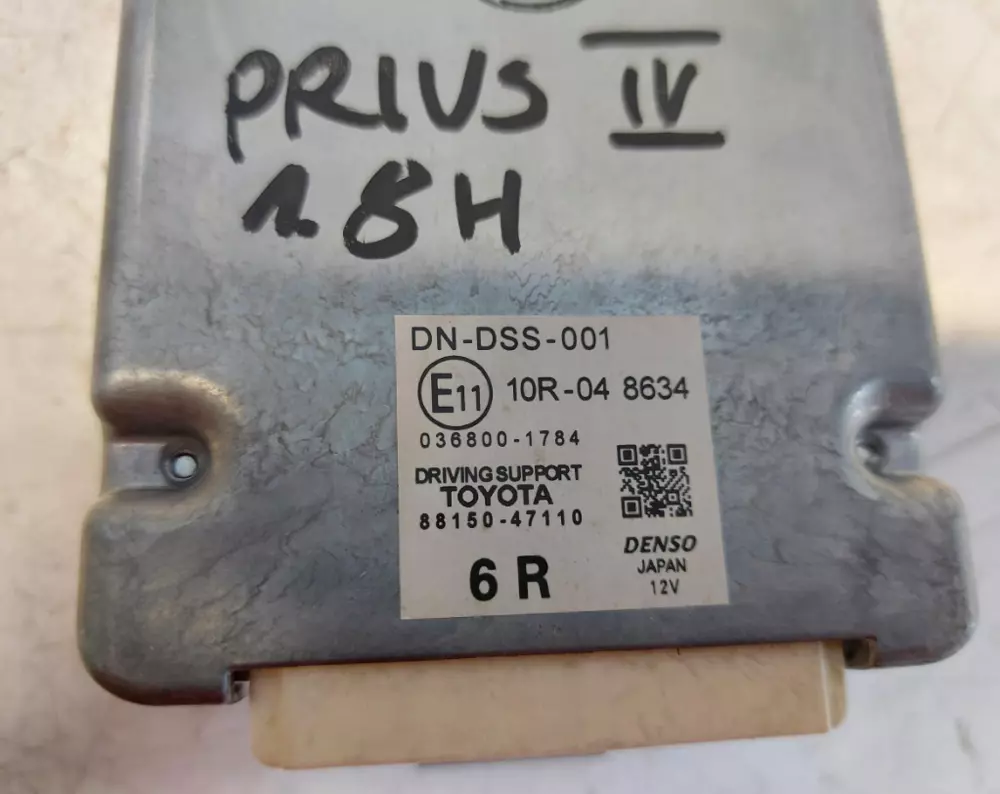 PRIUS IV
1.8H
DN-DSS-001
E11 10R-04 8634
036800-1784
DRIVING SUPPORT
TOYOTA
88150-47110
6R
DENSO
JAPAN
12V